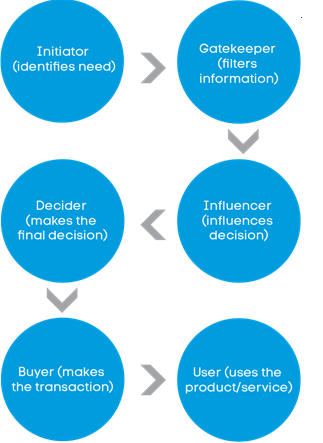 Initiator
(identifies need)
Gatekeeper
(filters
information)
Influencer
(influences
decision)
Decider
(makes the
final decision)
Buyer (makes
the transaction)
User (uses the
product/service)